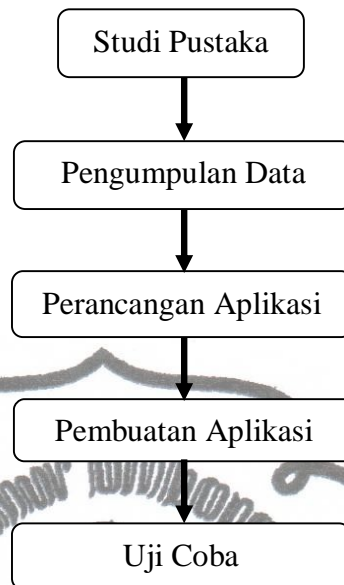 Studi Pustaka
Pengumpulan Data
Perancangan Aplikasi
Pembuatan Aplikasi
Uji Coba